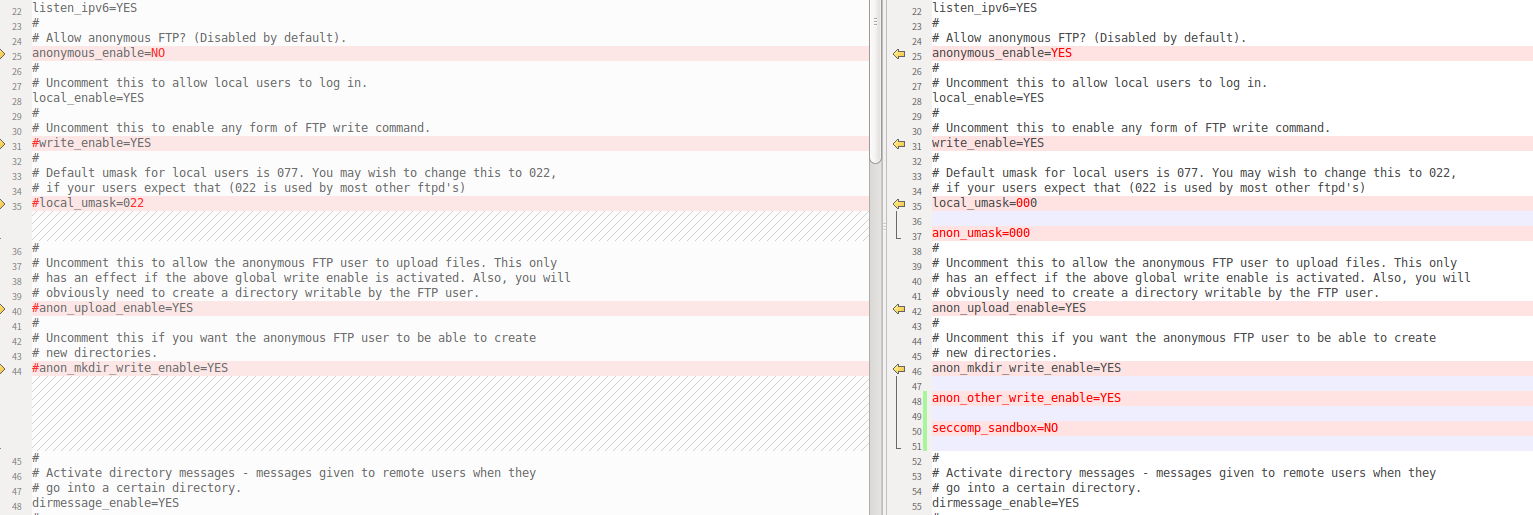 22 listen_ipv6=YES
23 #
24 # Allow anonymous FTP? (Disabled by default).
25 anonymous_enable=NO
26 #
27 # Uncomment this to allow local users to log in.
28 local_enable=YES
29 #
30 # Uncomment this to enable any form of FTP write command.
31 #write_enable=YES
32 #
33 # Default umask for local users is 077. You may wish to change this to 022,
34 # if your users expect that (022 is used by most other ftpd's)
35 #local_umask=022
36 #
37 # Uncomment this to allow the anonymous FTP user to upload files. This only
38 # has an effect if the above global write enable is activated. Also, you will
39 # obviously need to create a directory writable by the FTP user.
40 #anon_upload_enable=YES
41 #
42 # Uncomment this if you want the anonymous FTP user to be able to create
43 # new directories.
44 #anon_mkdir_write_enable=YES
45 #
46 # Activate directory messages - messages given to remote users when they
47 # go into a certain directory.
48 dirmessage_enable=YES
22 listen_ipv6=YES
23 #
24 # Allow anonymous FTP? (Disabled by default).
25 anonymous_enable=YES
26 #
27 # Uncomment this to allow local users to log in.
28 local_enable=YES
29 #
30 # Uncomment this to enable any form of FTP write command.
31 write_enable=YES
32 #
33 # Default umask for local users is 077. You may wish to change this to 022,
34 # if your users expect that (022 is used by most other ftpd's)
35 local_umask=000
36
37 anon_umask=000
38 #
39 # Uncomment this to allow the anonymous FTP user to upload files. This only
40 # has an effect if the above global write enable is activated. Also, you will
41 # obviously need to create a directory writable by the FTP user.
42 anon_upload_enable=YES
43 #
44 # Uncomment this if you want the anonymous FTP user to be able to create
45 # new directories.
46 anon_mkdir_write_enable=YES
47
48 anon_other_write_enable=YES
49
50 seccomp_sandbox=NO
51
52 #
53 # Activate directory messages - messages given to remote users when they
54 # go into a certain directory.
55 dirmessage_enable=YES